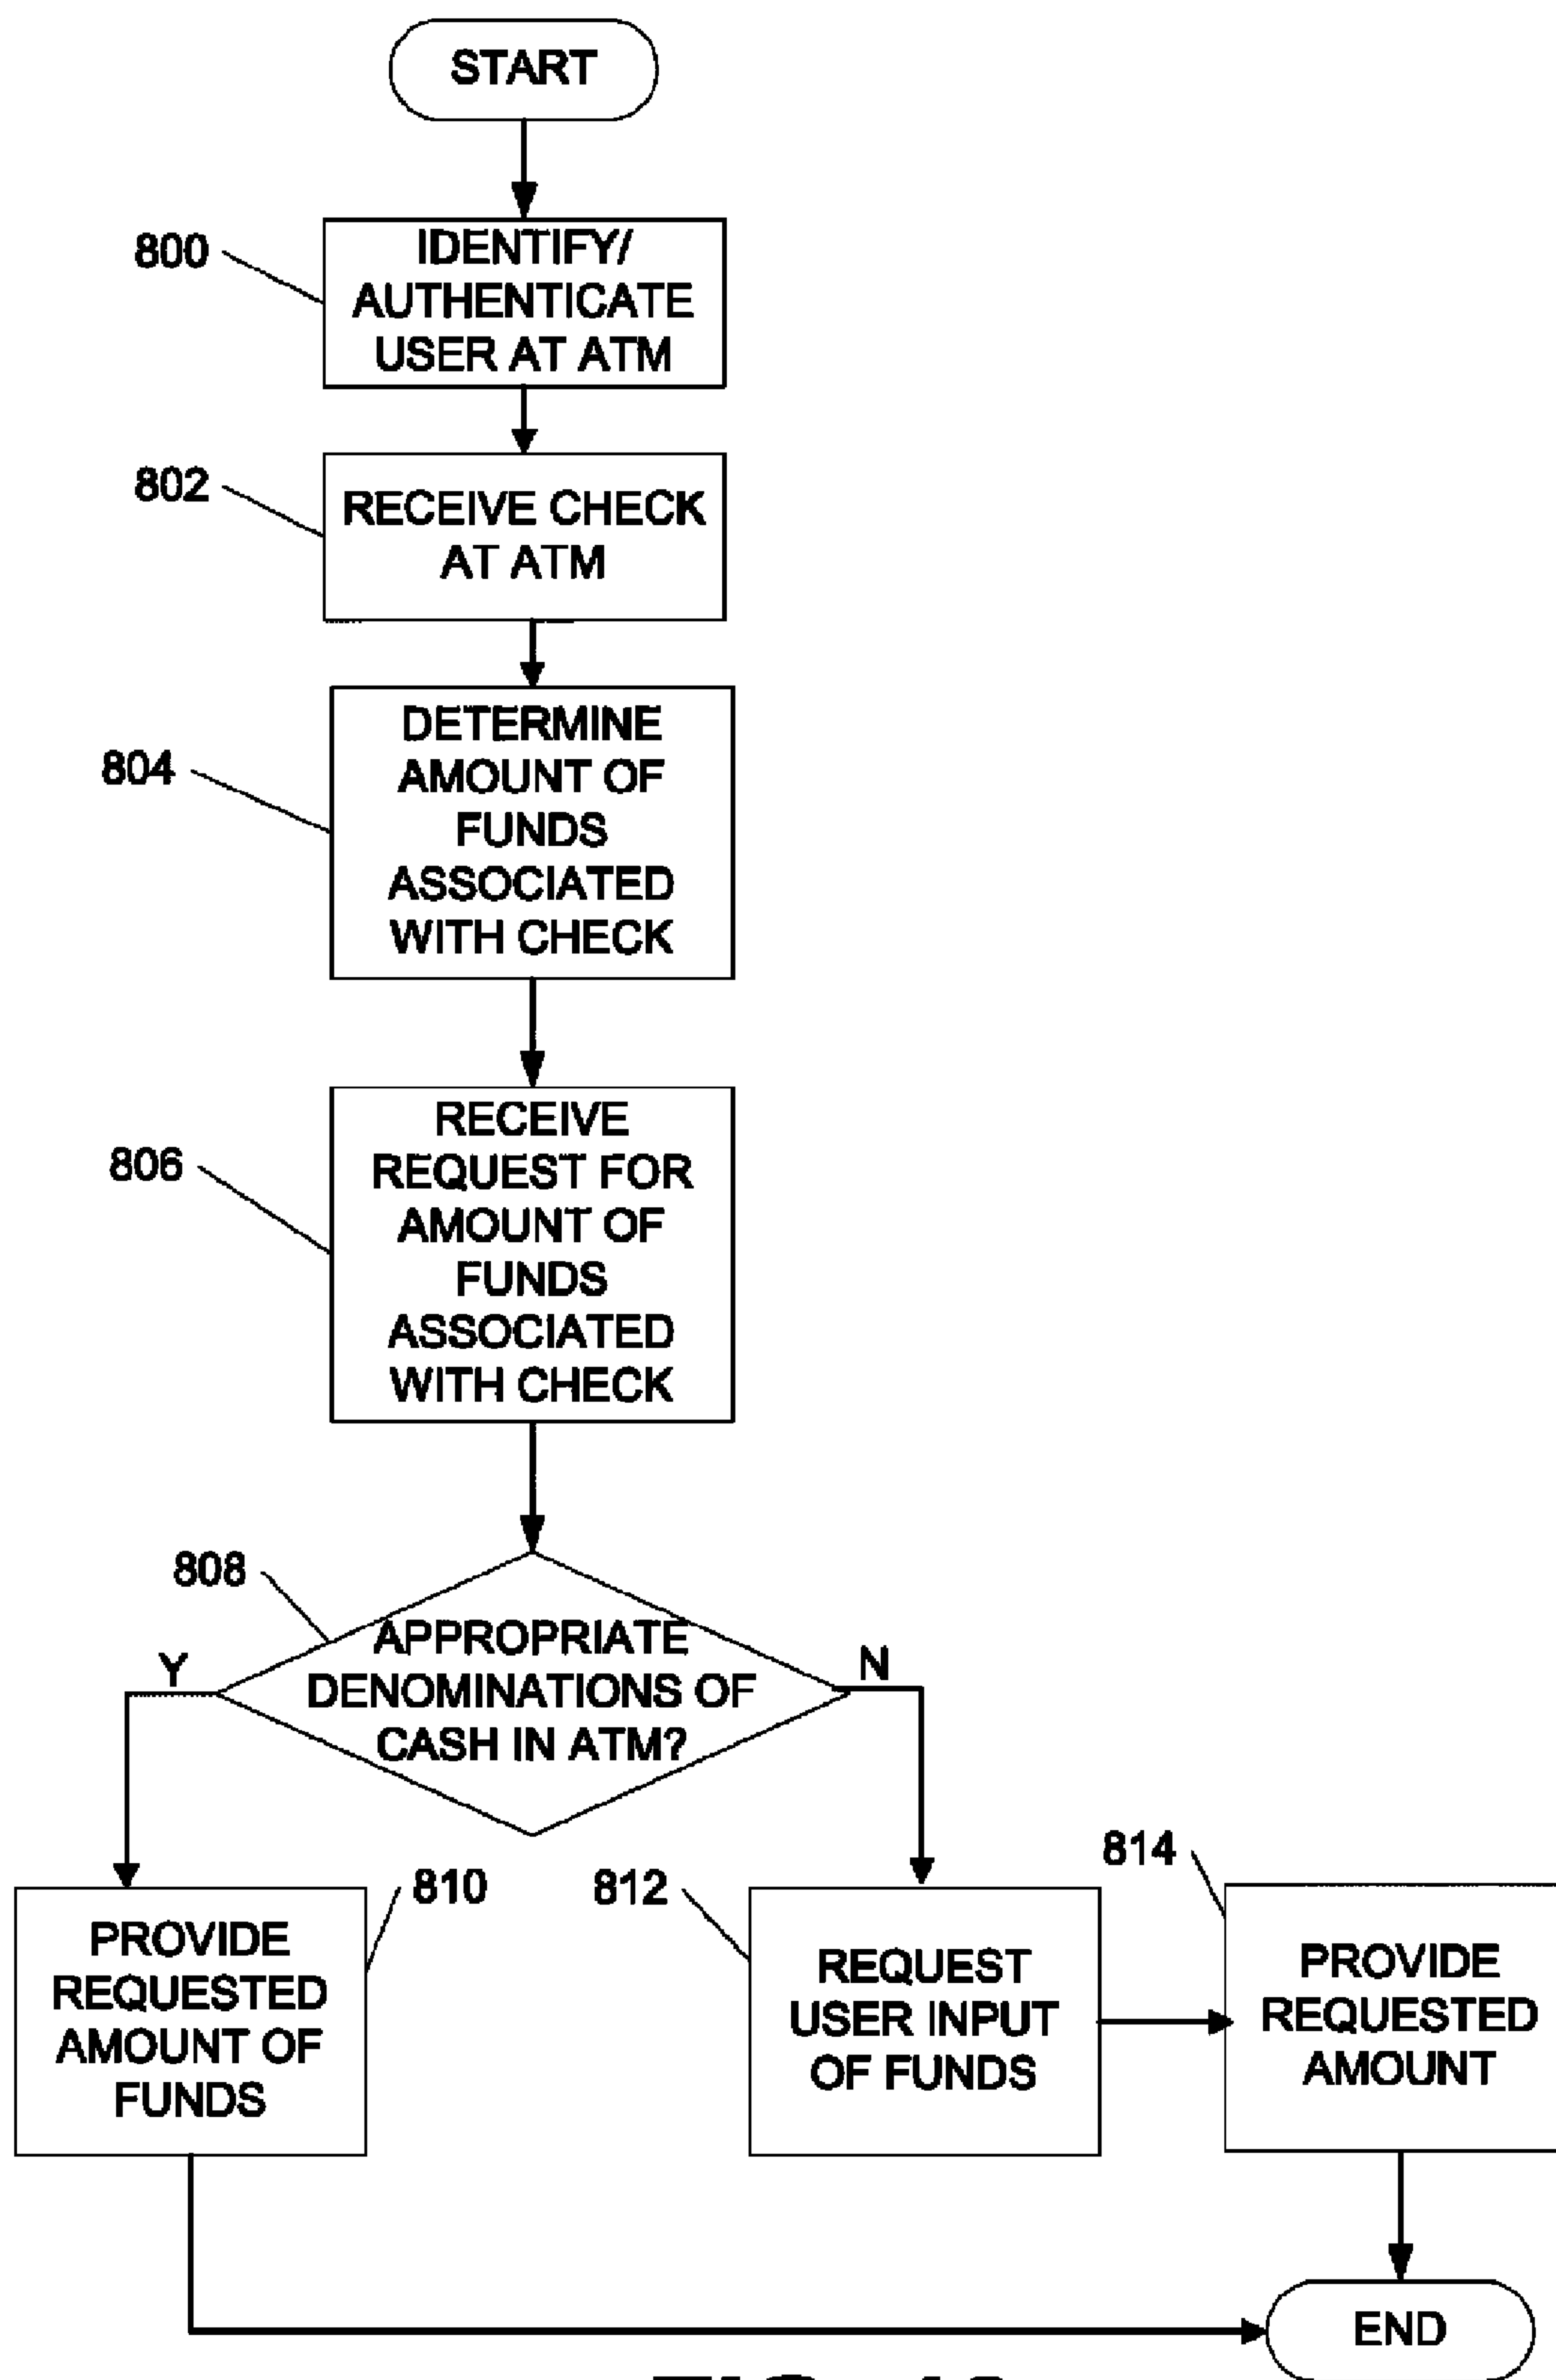 START
800
IDENTIFY/
AUTHENTICATE
USER AT ATM
802
RECEIVE CHECK
AT ATM
804
DETERMINE
AMOUNT OF
FUNDS
ASSOCIATED
WITH CHECK
806
RECEIVE
REQUEST FOR
AMOUNT OF
FUNDS
ASSOCIATED
WITH CHECK
808
APPROPRIATE
DENOMINATIONS OF
CASH IN ATM?
Y
N
810
PROVIDE
REQUESTED
AMOUNT OF
FUNDS
812
REQUEST
USER INPUT
OF FUNDS
814
PROVIDE
REQUESTED
AMOUNT
END